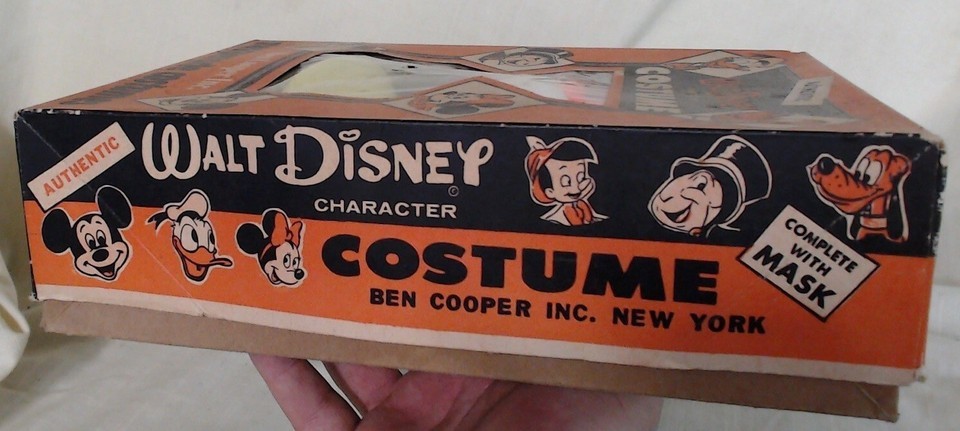 AUTHENTIC
WALT DISNEY
©
CHARACTER
COSTUME
BEN COOPER INC. NEW YORK
COMPLETE
WITH
MASK
COSTUME